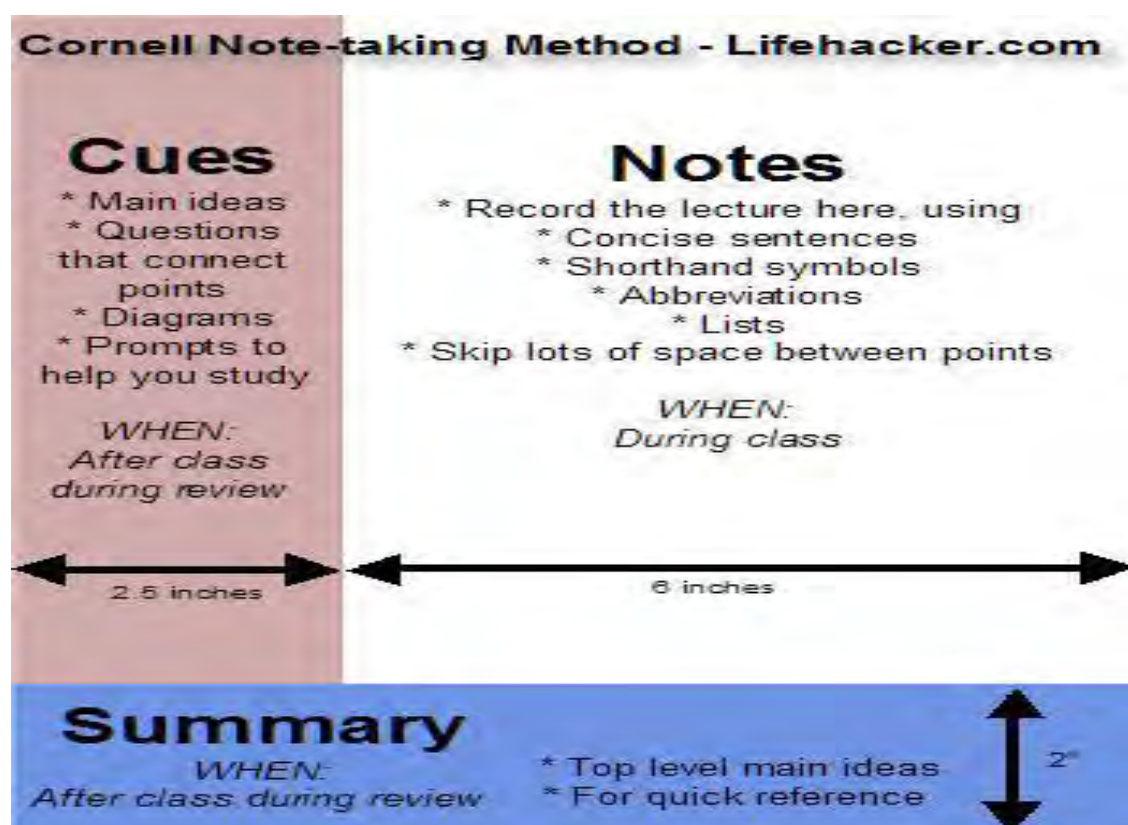 Cornell Note-taking Method - Lifehacker.com
Cues
* Main ideas
* Questions
that connect
points
* Diagrams
* Prompts to
help you study
WHEN:
After class
during review
2.5 inches
Notes
* Record the lecture here, using
* Concise sentences
* Shorthand symbols
* Abbreviations
* Lists
* Skip lots of space between points
WHEN:
During class
6 inches
Summary
WHEN:
After class during review
* Top level main ideas
* For quick reference
2"